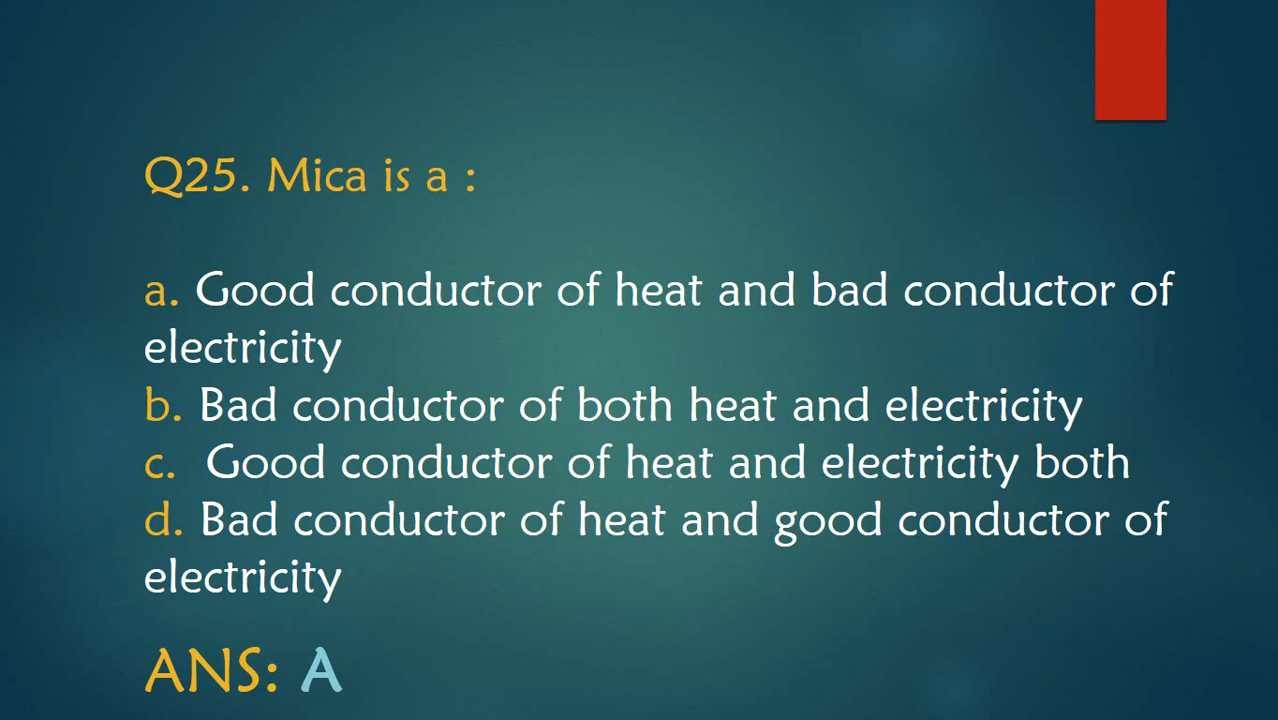 Q25. Mica is a :
a. Good conductor of heat and bad conductor of
electricity
b. Bad conductor of both heat and electricity
c. Good conductor of heat and electricity both
d. Bad conductor of heat and good conductor of
electricity
ANS: A